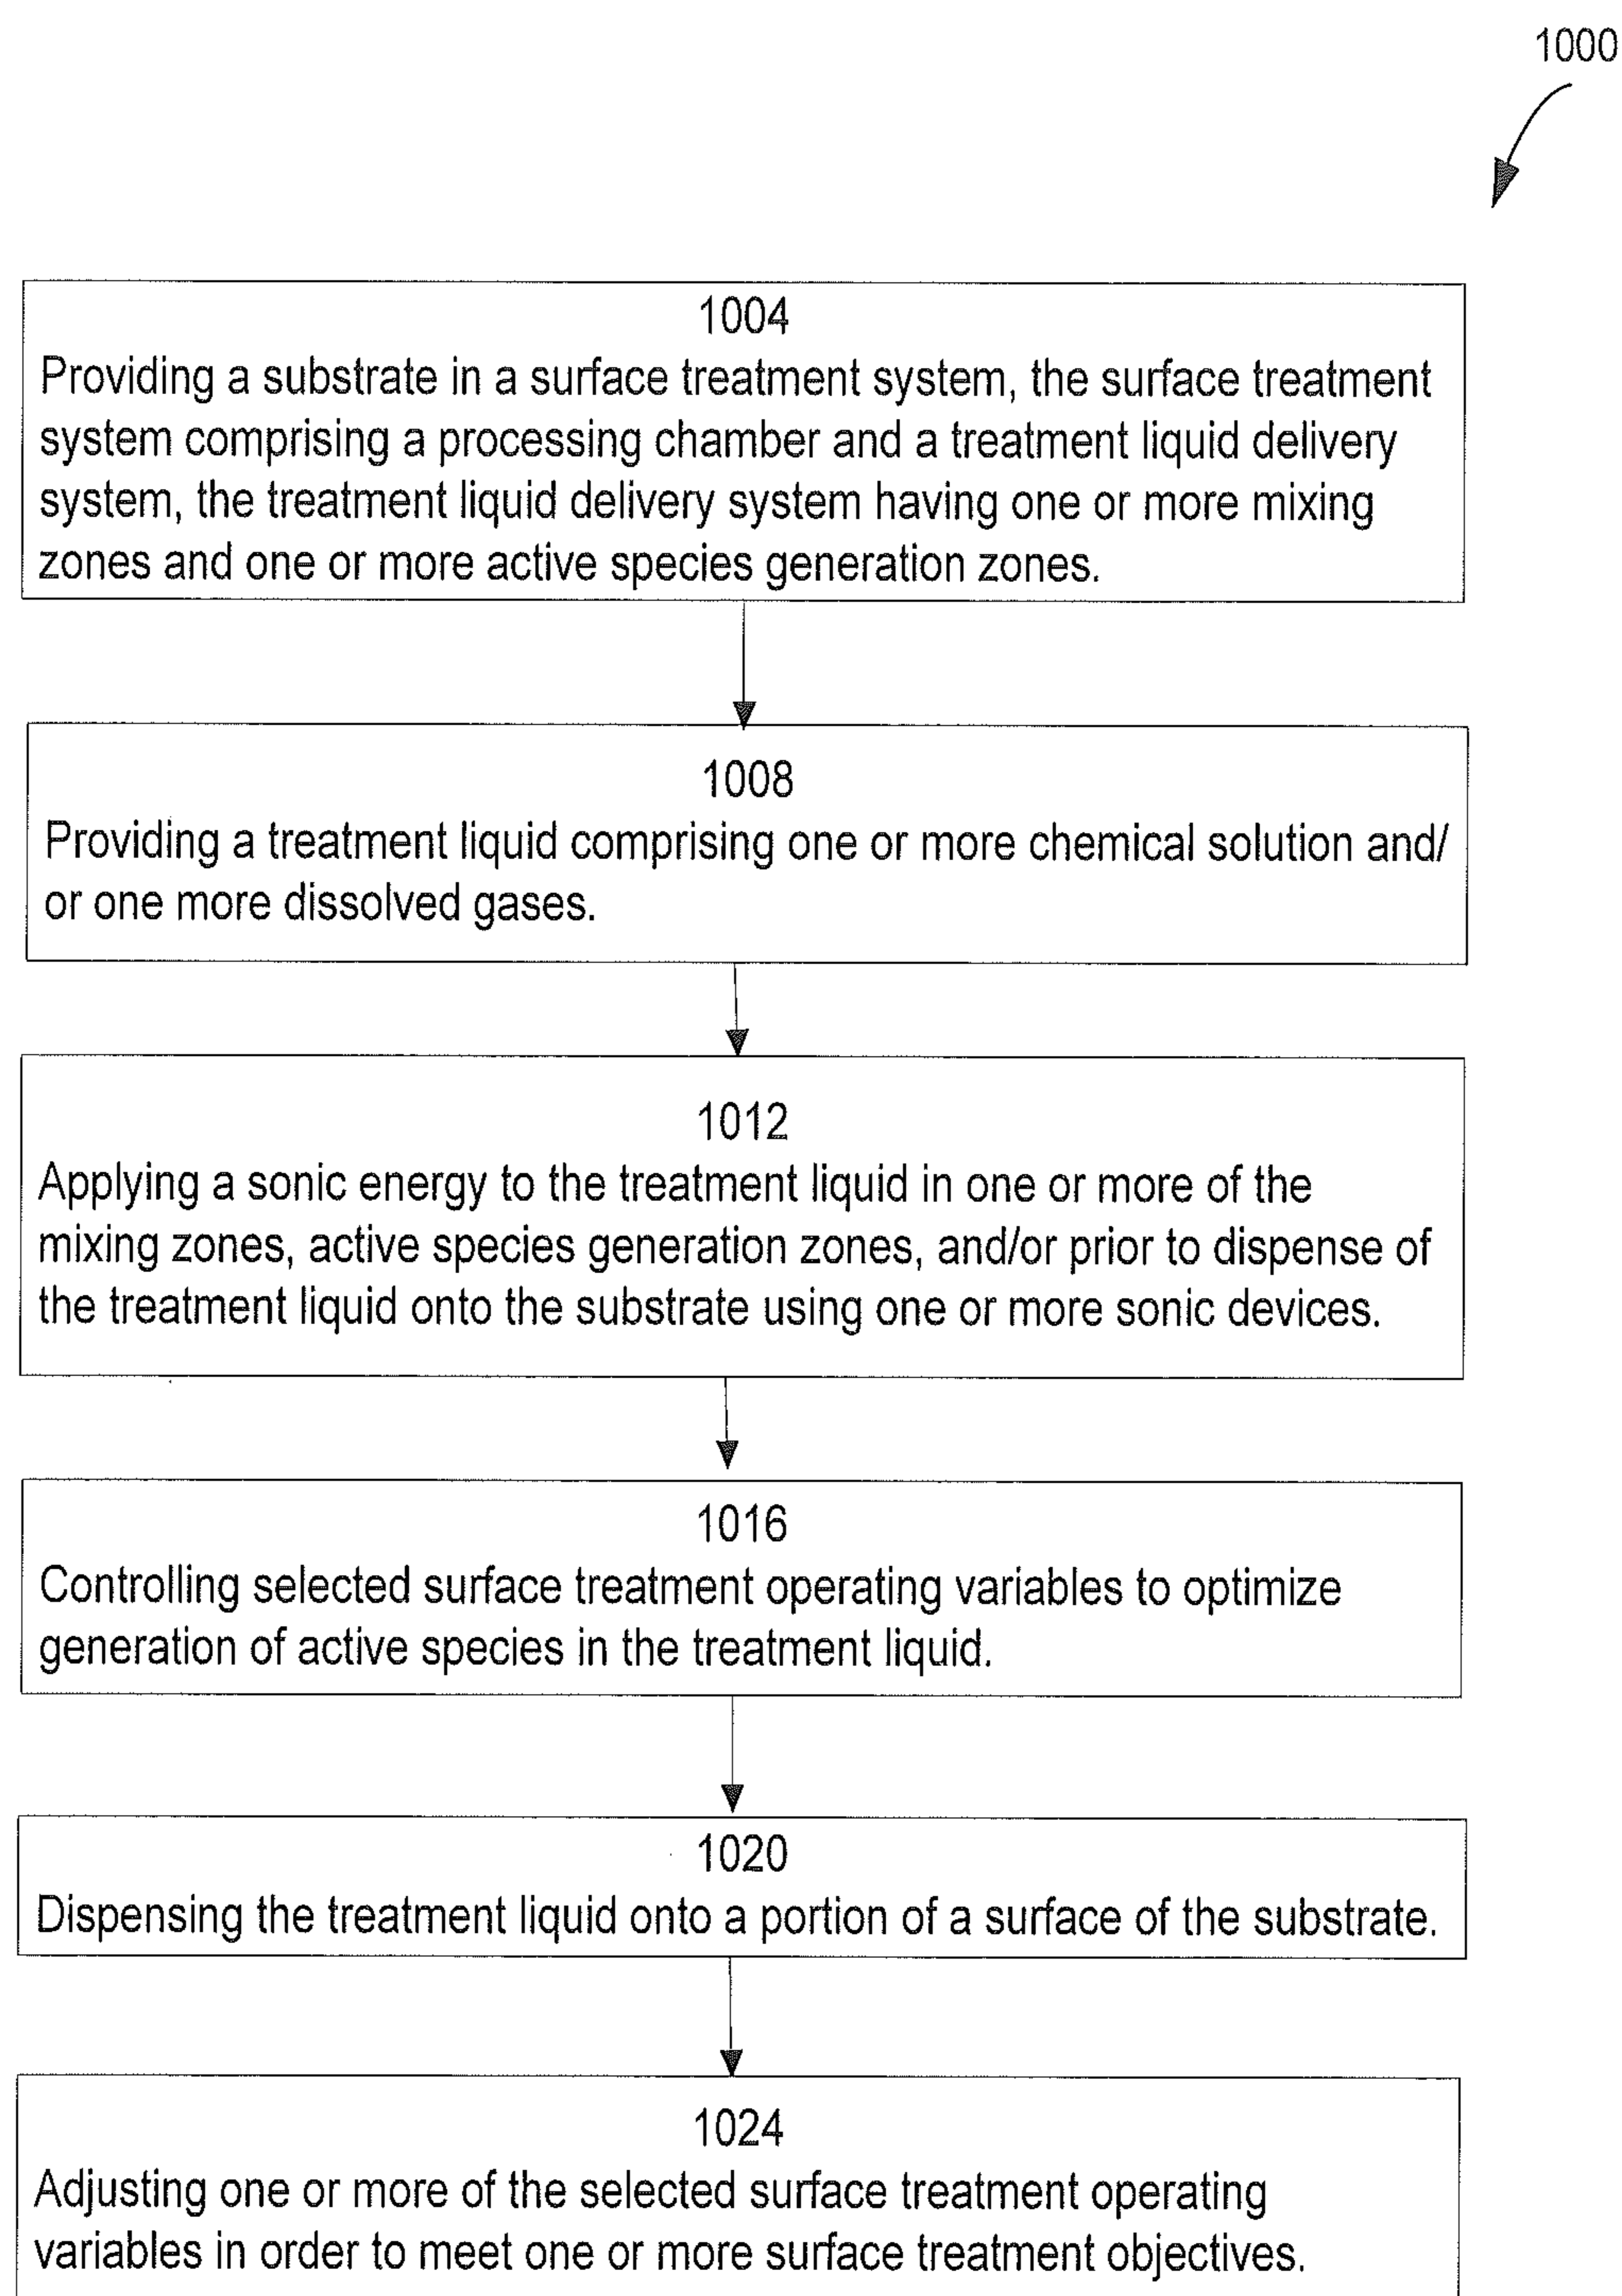 1000
1004
Providing a substrate in a surface treatment system, the surface treatment
system comprising a processing chamber and a treatment liquid delivery
system, the treatment liquid delivery system having one or more mixing
zones and one or more active species generation zones.
1008
Providing a treatment liquid comprising one or more chemical solution and/
or one more dissolved gases.
1012
Applying a sonic energy to the treatment liquid in one or more of the
mixing zones, active species generation zones, and/or prior to dispense of
the treatment liquid onto the substrate using one or more sonic devices.
1016
Controlling selected surface treatment operating variables to optimize
generation of active species in the treatment liquid.
1020
Dispensing the treatment liquid onto a portion of a surface of the substrate.
1024
Adjusting one or more of the selected surface treatment operating
variables in order to meet one or more surface treatment objectives.